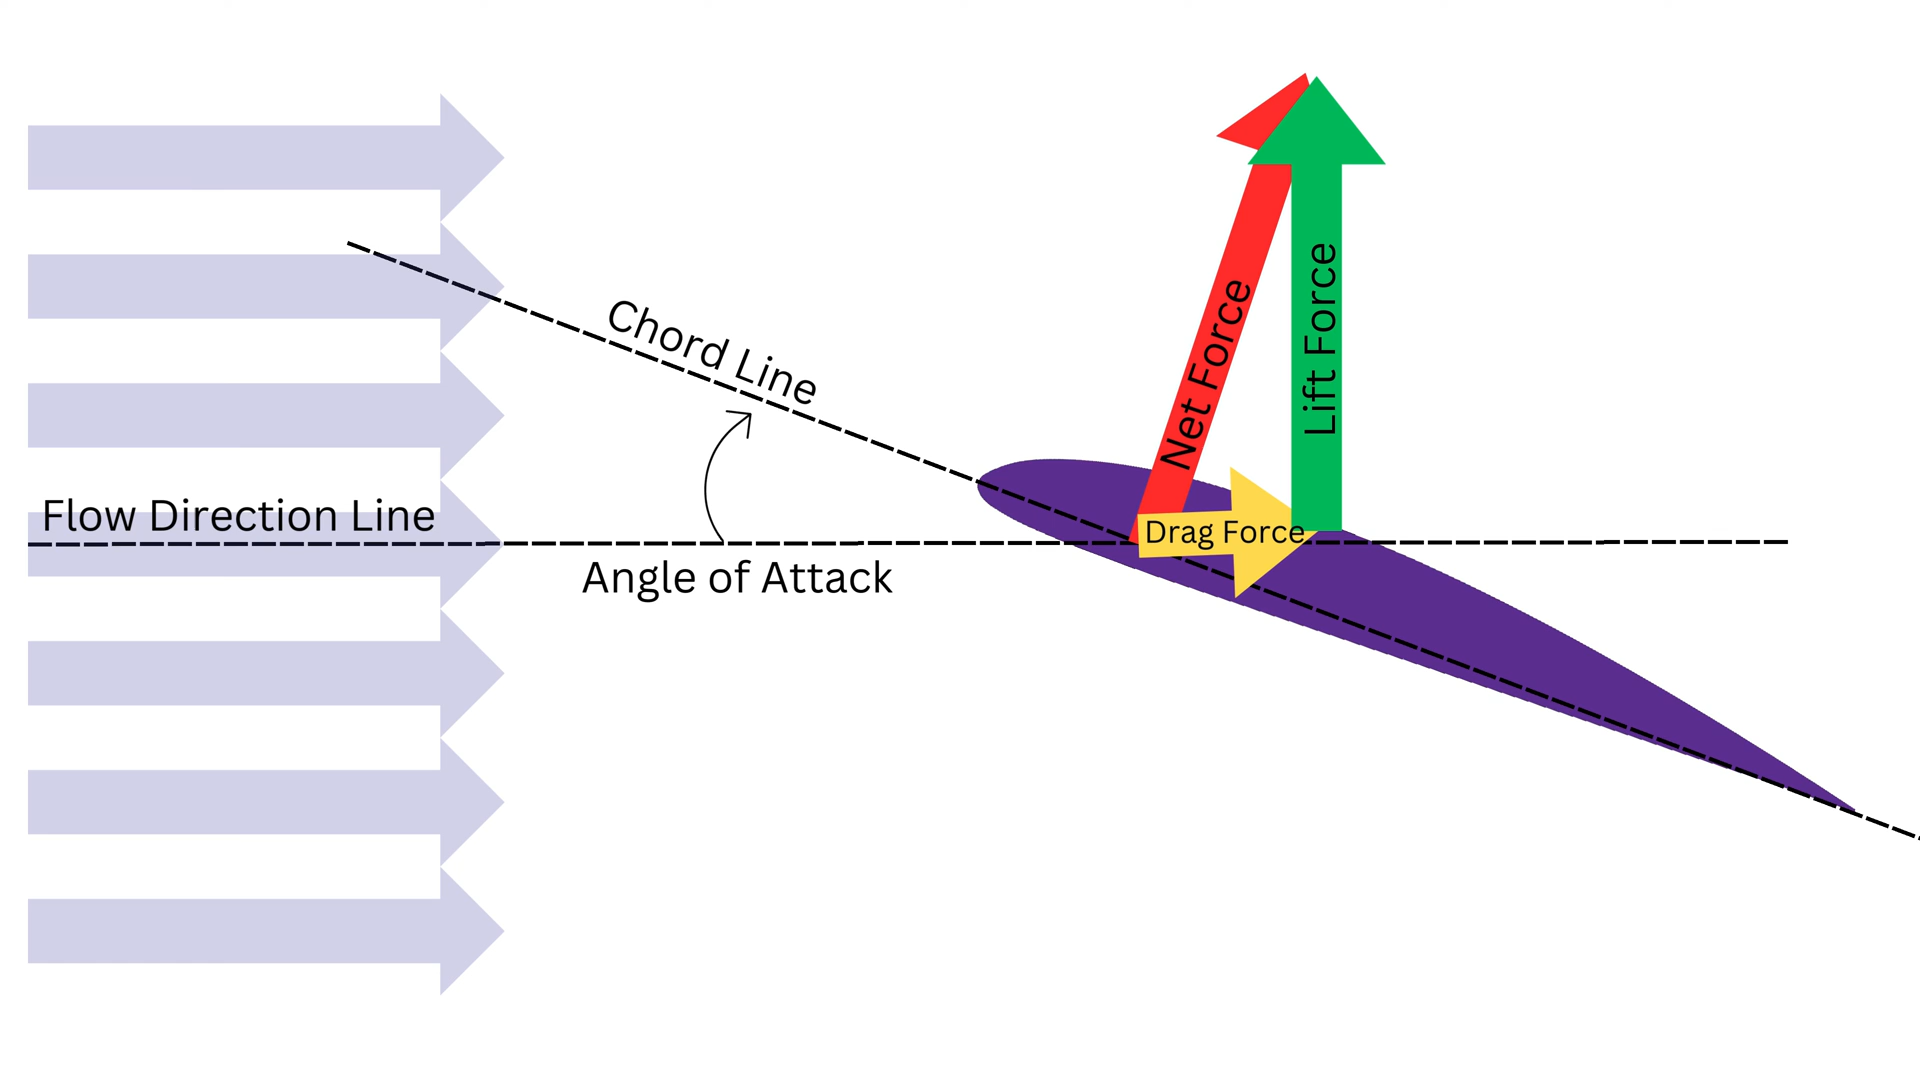 Chord Line
Net Force
Lift Force
Flow Direction Line
Drag Force
Angle of Attack